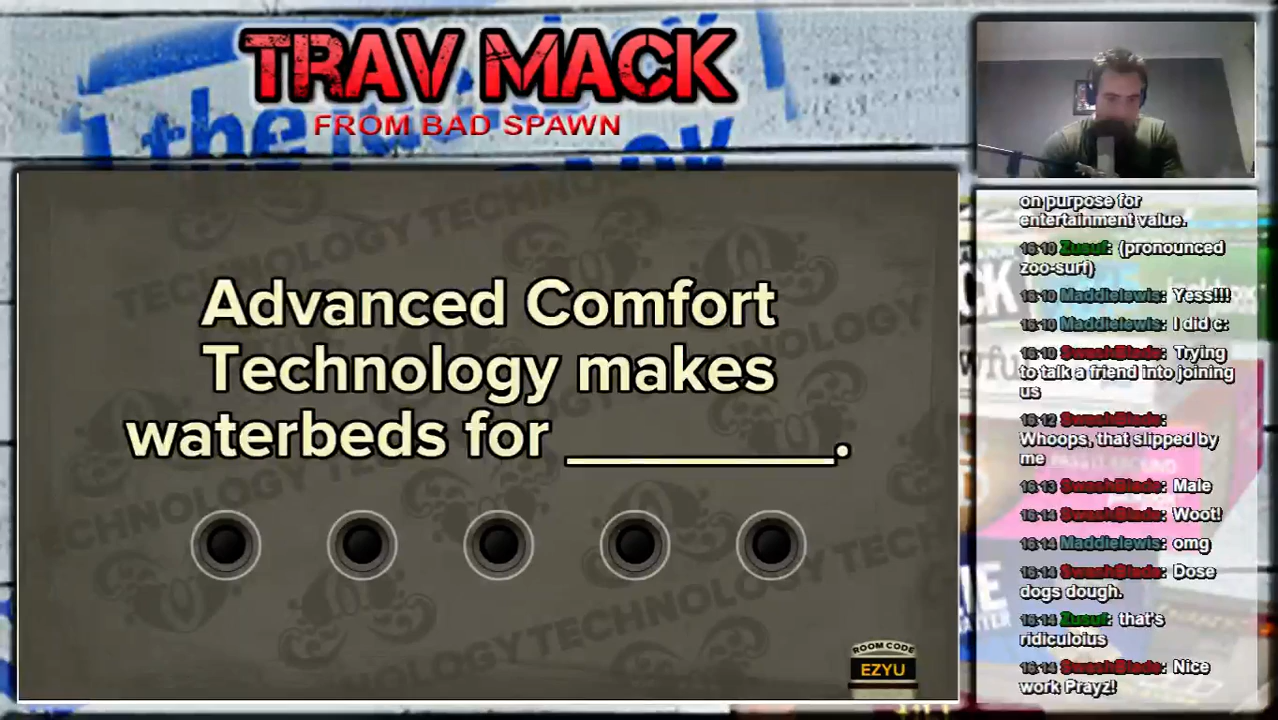 TRAV MACK
FROM BAD SPAWN
the
TECHNOLOGY TECHNOLOGY
Advanced Comfort
Technology makes
waterbeds for ________.
ROOM CODE
EZYU
on purpose for
entertainment value.
16:10 Zusuf: (pronounced
zoo-surf)
16:10 Maddielewis: Yess!!!
16:10 Maddielewis: I did c:
16:10 SwashBlade: Trying
to talk a friend into joining
us
16:12 SwashBlade:
Whoops, that slipped by
me
16:13 SwashBlade: Male
16:14 SwashBlade: Woot!
16:14 Maddielewis: omg
16:14 SwashBlade: Dose
dogs dough.
16:14 Zusuf: that's
ridiculoius
16:14 SwashBlade: Nice
work Prayz!